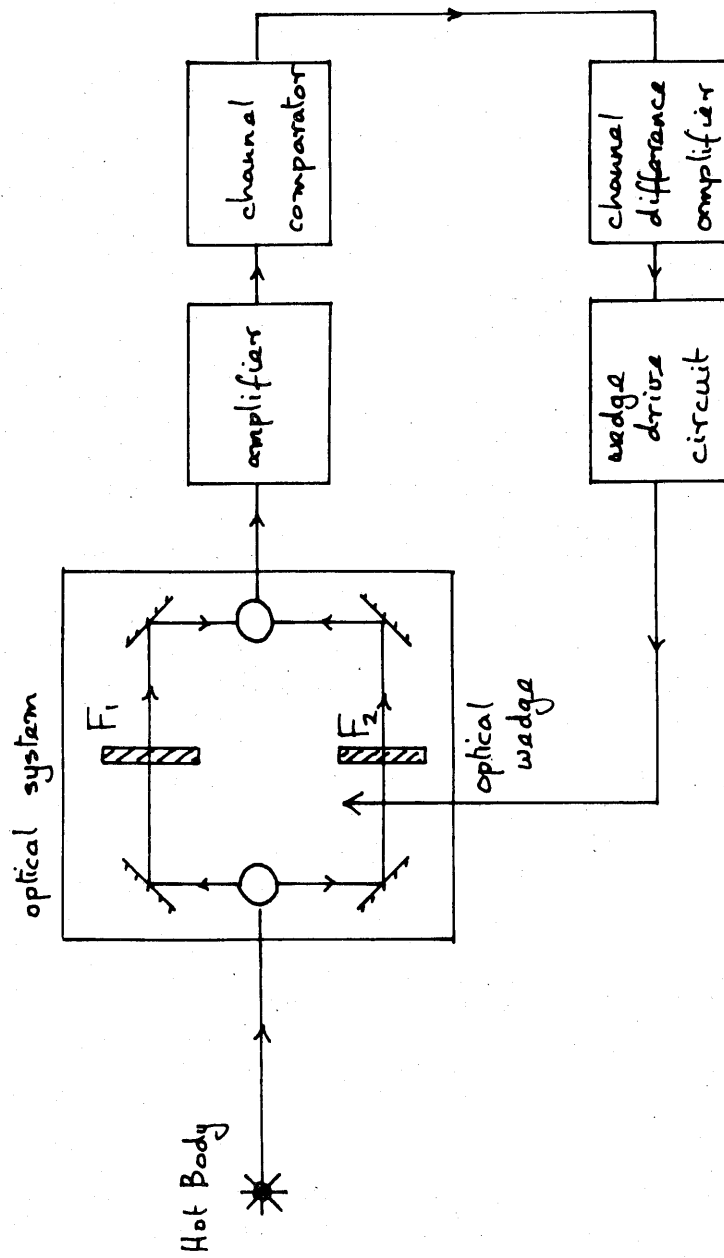 Hot Body
optical system
F1
F2
optical
wedge
amplifier
channel
comparator
channel
difference
amplifier
wedge
drive
circuit